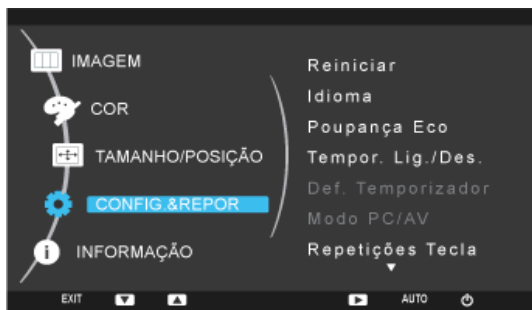 IMAGEM
COR
TAMANHO/POSIÇÃO
CONFIG.&REPOR
INFORMAÇÃO
Reiniciar
Idioma
Poupança Eco
Tempor. Lig./Des.
Def. Temporizador
Modo PC/AV
Repetições Tecla
EXIT AUTO